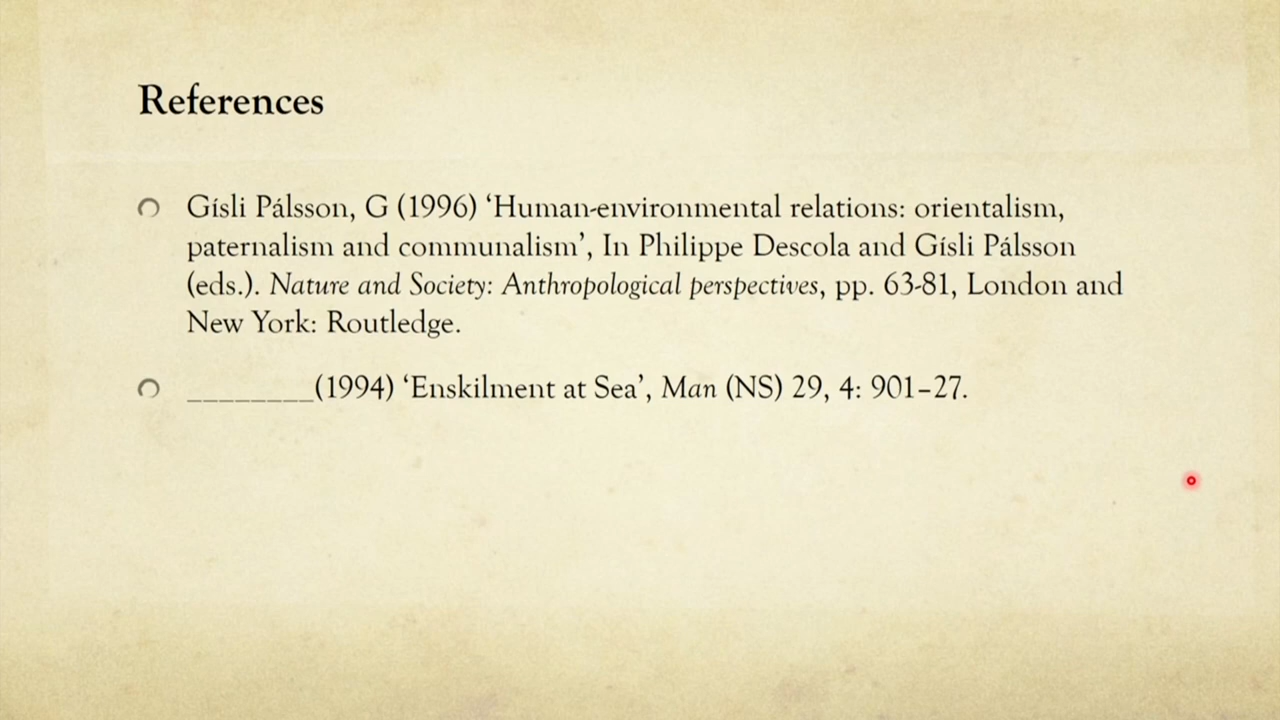 References
Gísli Pálsson, G (1996) ‘Human-environmental relations: orientalism,
paternalism and communalism’, In Philippe Descola and Gísli Pálsson
(eds.). Nature and Society: Anthropological perspectives, pp. 63-81, London and
New York: Routledge.
________(1994) ‘Enskilment at Sea’, Man (NS) 29, 4: 901–27.